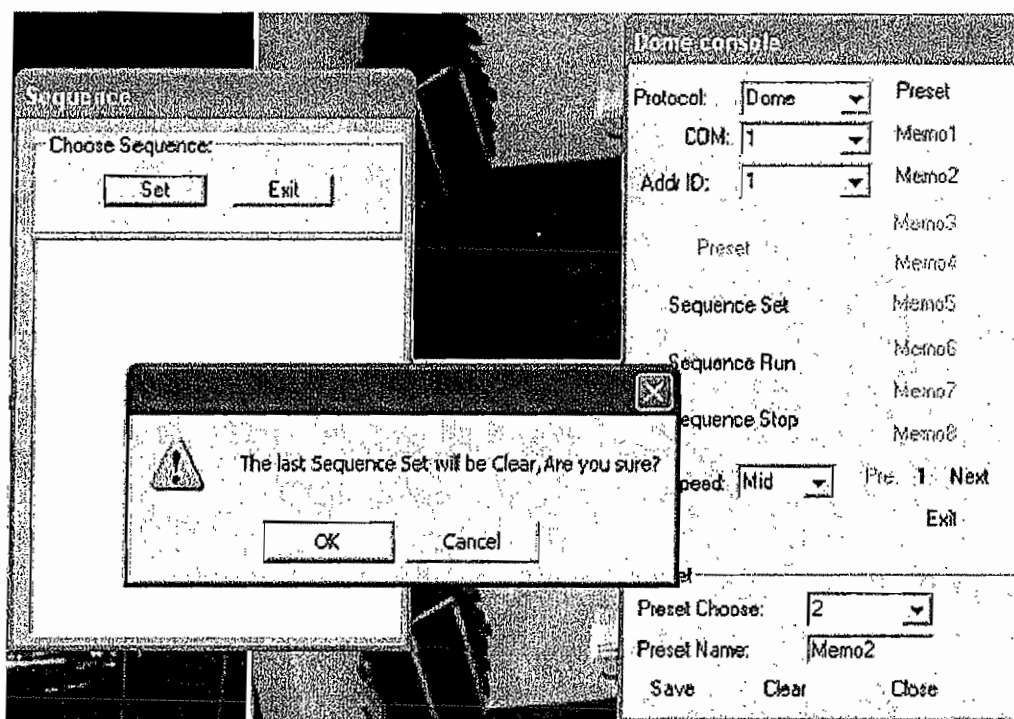 Sequence
Choose Sequence:
Set
Exit
The last Sequence Set will be Clear,Are you sure?
OK
Cancel
Dome console
Protocol: Dome
COM: 1
Addr ID: 1
Preset
Sequence Set
Sequence Run
equence Stop
peed: Mid
Preset
Memo1
Memo2
Memo3
Memo4
Memo5
Memo6
Memo7
Memo8
Pre. 1 Next
Exit
et
Preset Choose: 2
Preset Name: Memo2
Save Clear Close